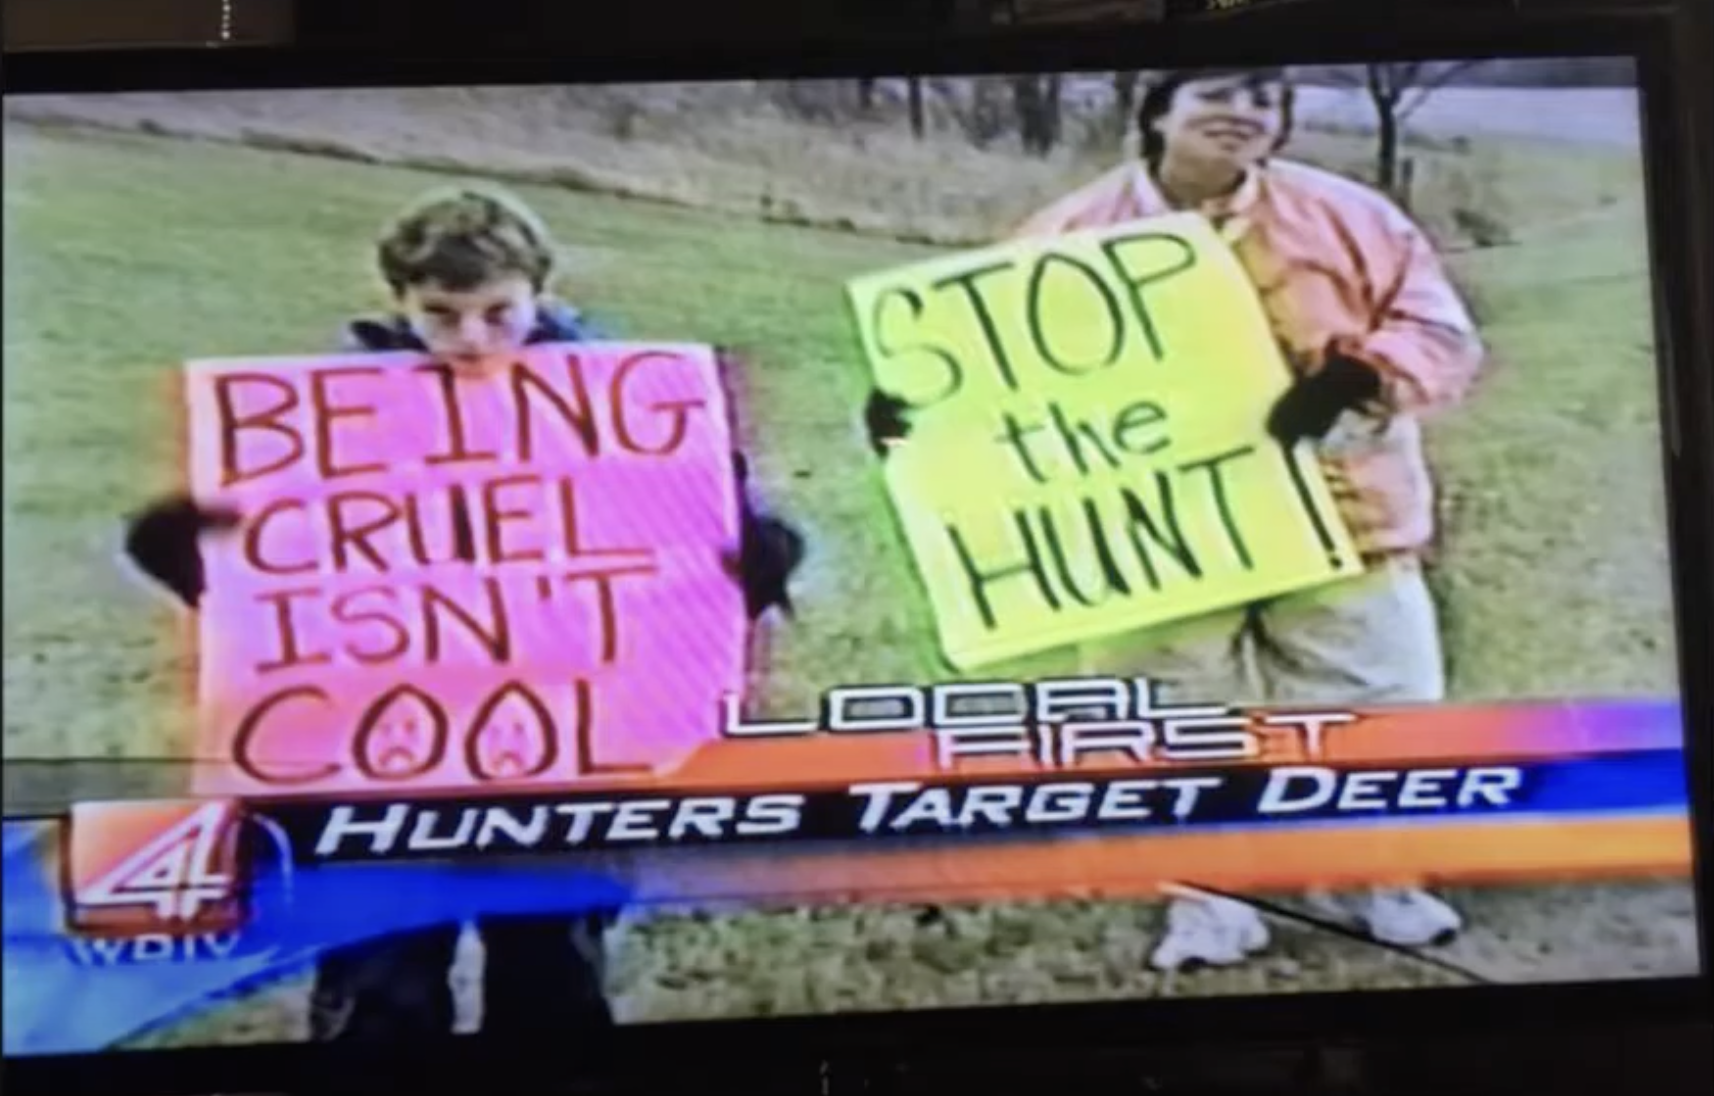 BEING
CRUEL
ISN'T
COOL
STOP
the
HUNT!
LOCAL
FIRST
HUNTERS TARGET DEER
4
WDIV